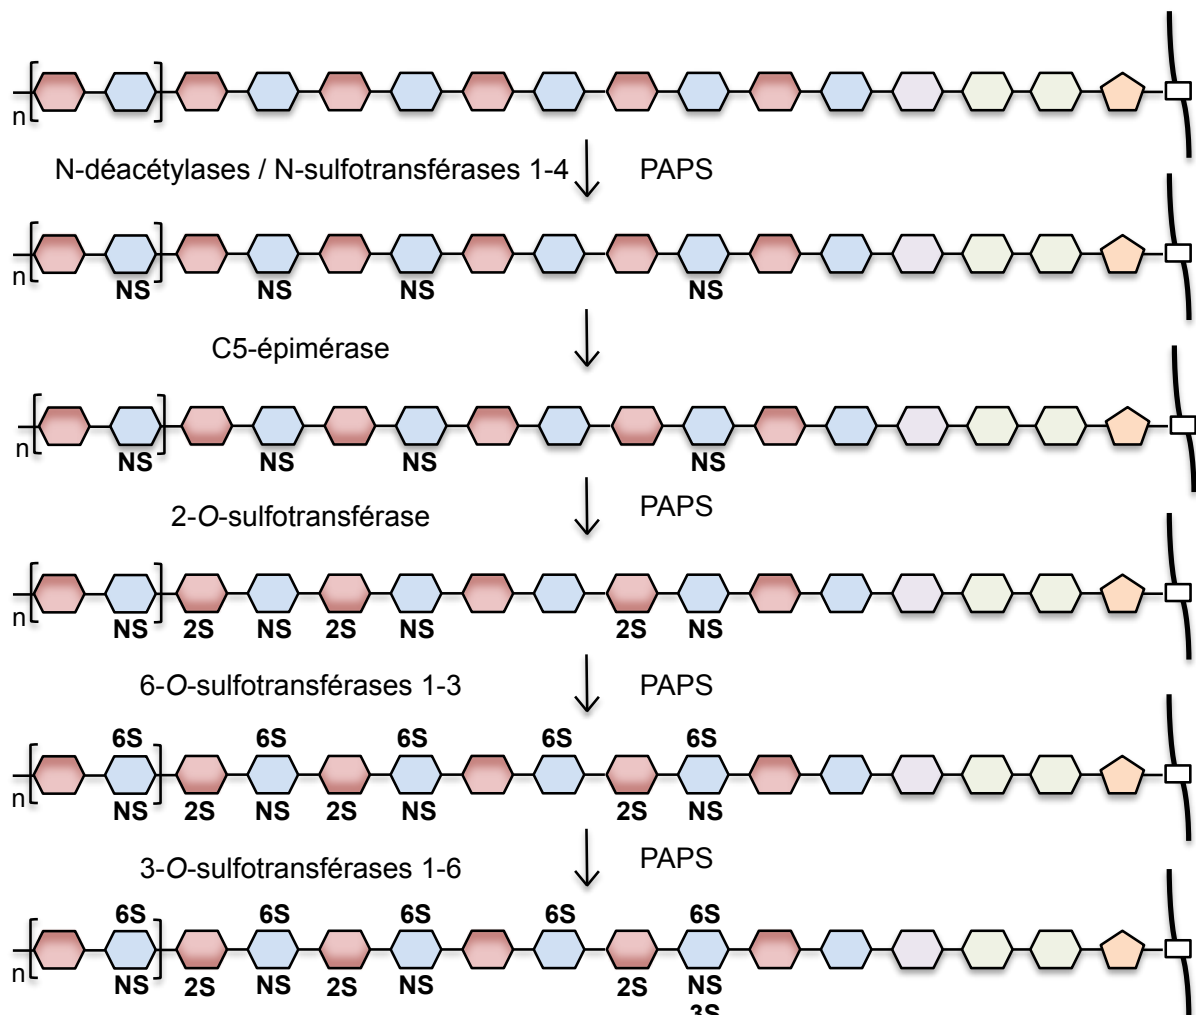 n
N-déacétylases / N-sulfotransférases 1-4 PAPS
n NS NS NS NS
C5-épimérase
n NS NS NS NS
2-O-sulfotransférase PAPS
n NS 2S NS 2S NS 2S NS
6-O-sulfotransférases 1-3 PAPS
6S 6S 6S 6S 6S
n NS 2S NS 2S NS 2S NS
3-O-sulfotransférases 1-6 PAPS
6S 6S 6S 6S 6S
n NS 2S NS 2S NS 2S NS
3S